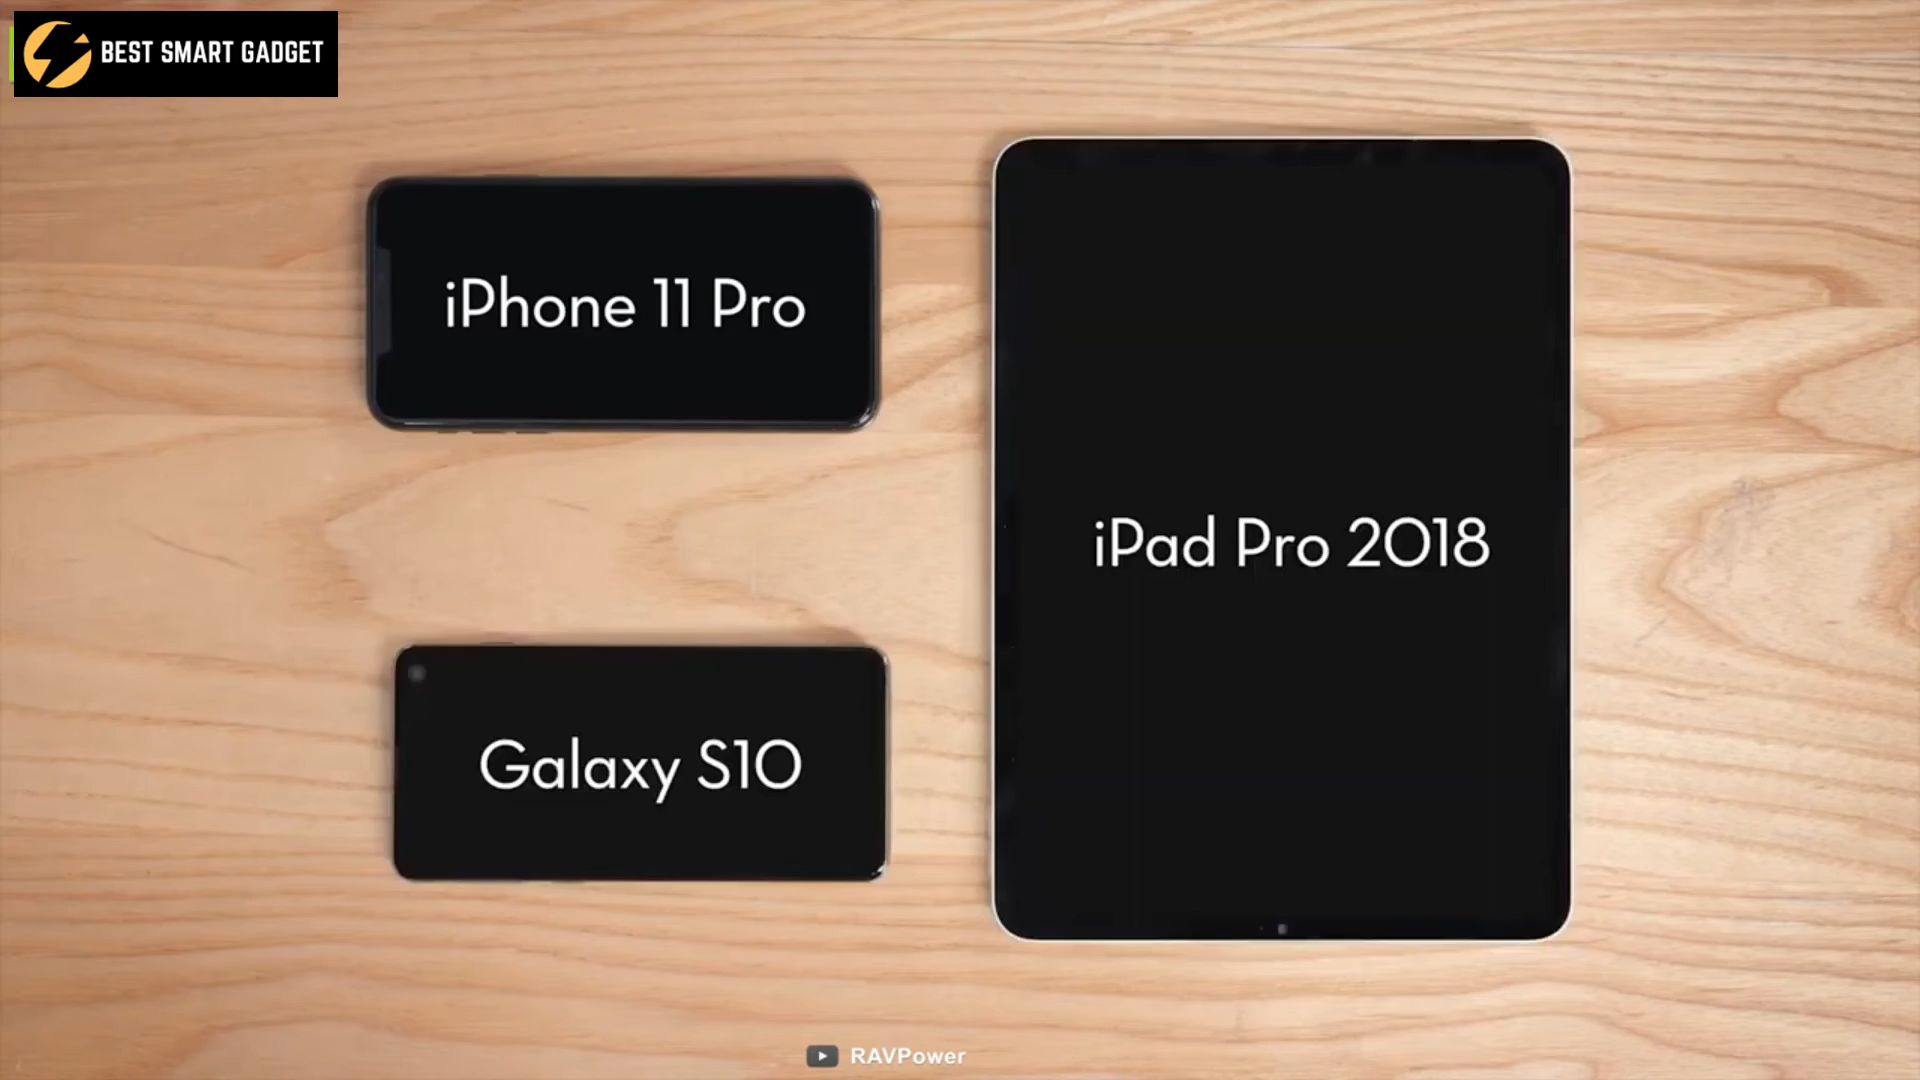 BEST SMART GADGET
iPhone 11 Pro
iPad Pro 2018
Galaxy S10
RAVPower